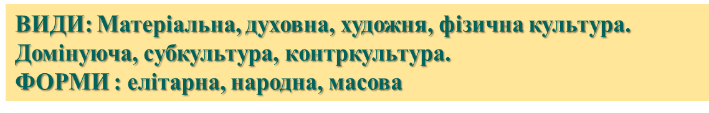 ВИДИ: Матеріальна, духовна, художня, фізична культура.
Домінуюча, субкультура, контркультура.
ФОРМИ : елітарна, народна, масова